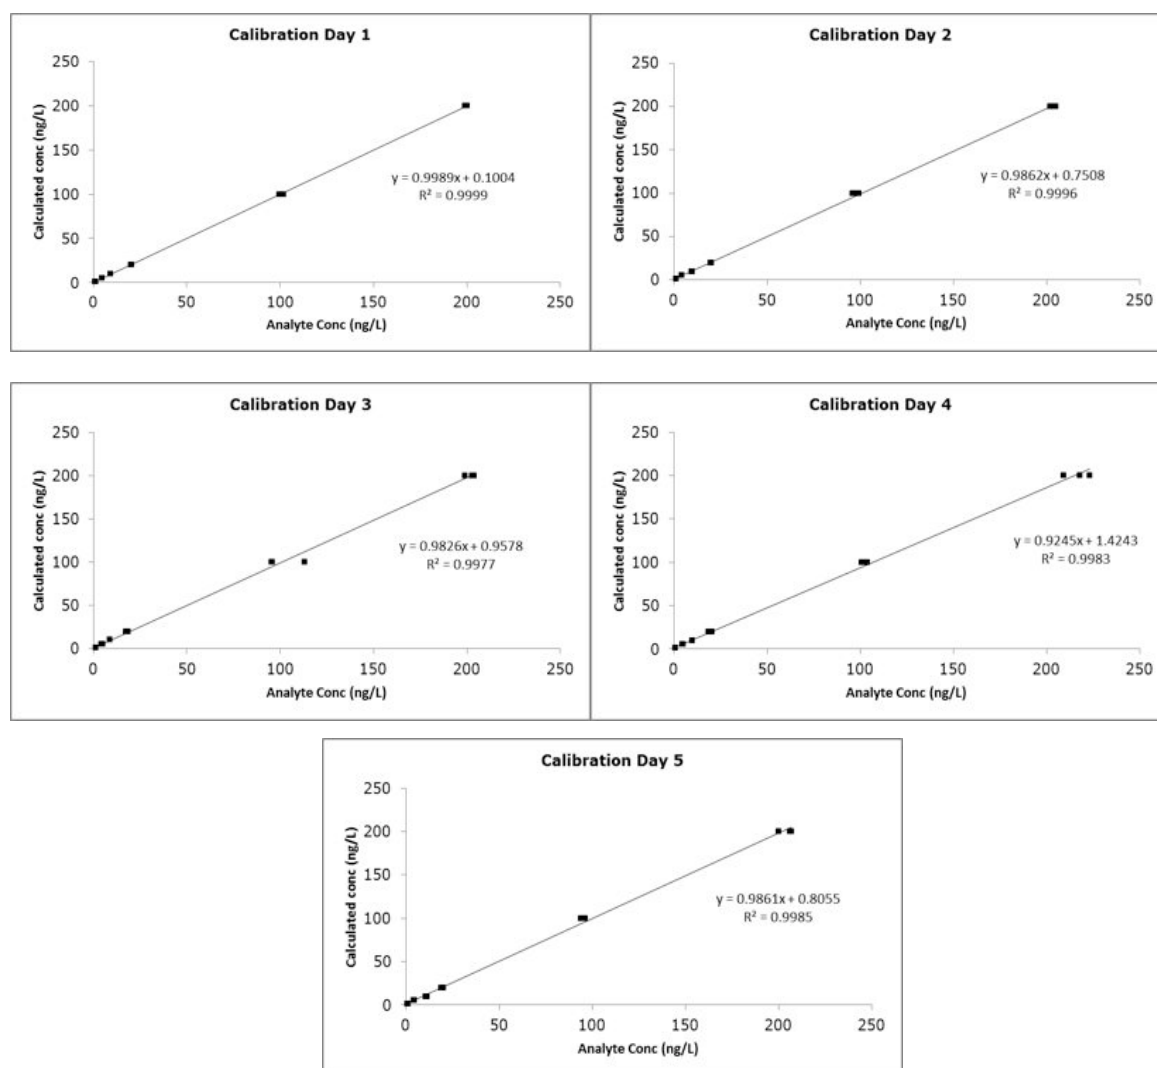 Calibration Day 1
Calculated conc (ng/L)
250
200
150
100
50
0
y = 0.9989x + 0.1004
R² = 0.9999
0 50 100 150 200 250
Analyte Conc (ng/L)
Calibration Day 2
Calculated conc (ng/L)
250
200
150
100
50
0
y = 0.9862x + 0.7508
R² = 0.9996
0 50 100 150 200 250
Analyte Conc (ng/L)
Calibration Day 3
Calculated conc (ng/L)
250
200
150
100
50
0
y = 0.9826x + 0.9578
R² = 0.9977
0 50 100 150 200 250
Analyte Conc (ng/L)
Calibration Day 4
Calculated conc (ng/L)
250
200
150
100
50
0
y = 0.9245x + 1.4243
R² = 0.9983
0 50 100 150 200 250
Analyte Conc (ng/L)
Calibration Day 5
Calculated conc (ng/L)
250
200
150
100
50
0
y = 0.9861x + 0.8055
R² = 0.9985
0 50 100 150 200 250
Analyte Conc (ng/L)